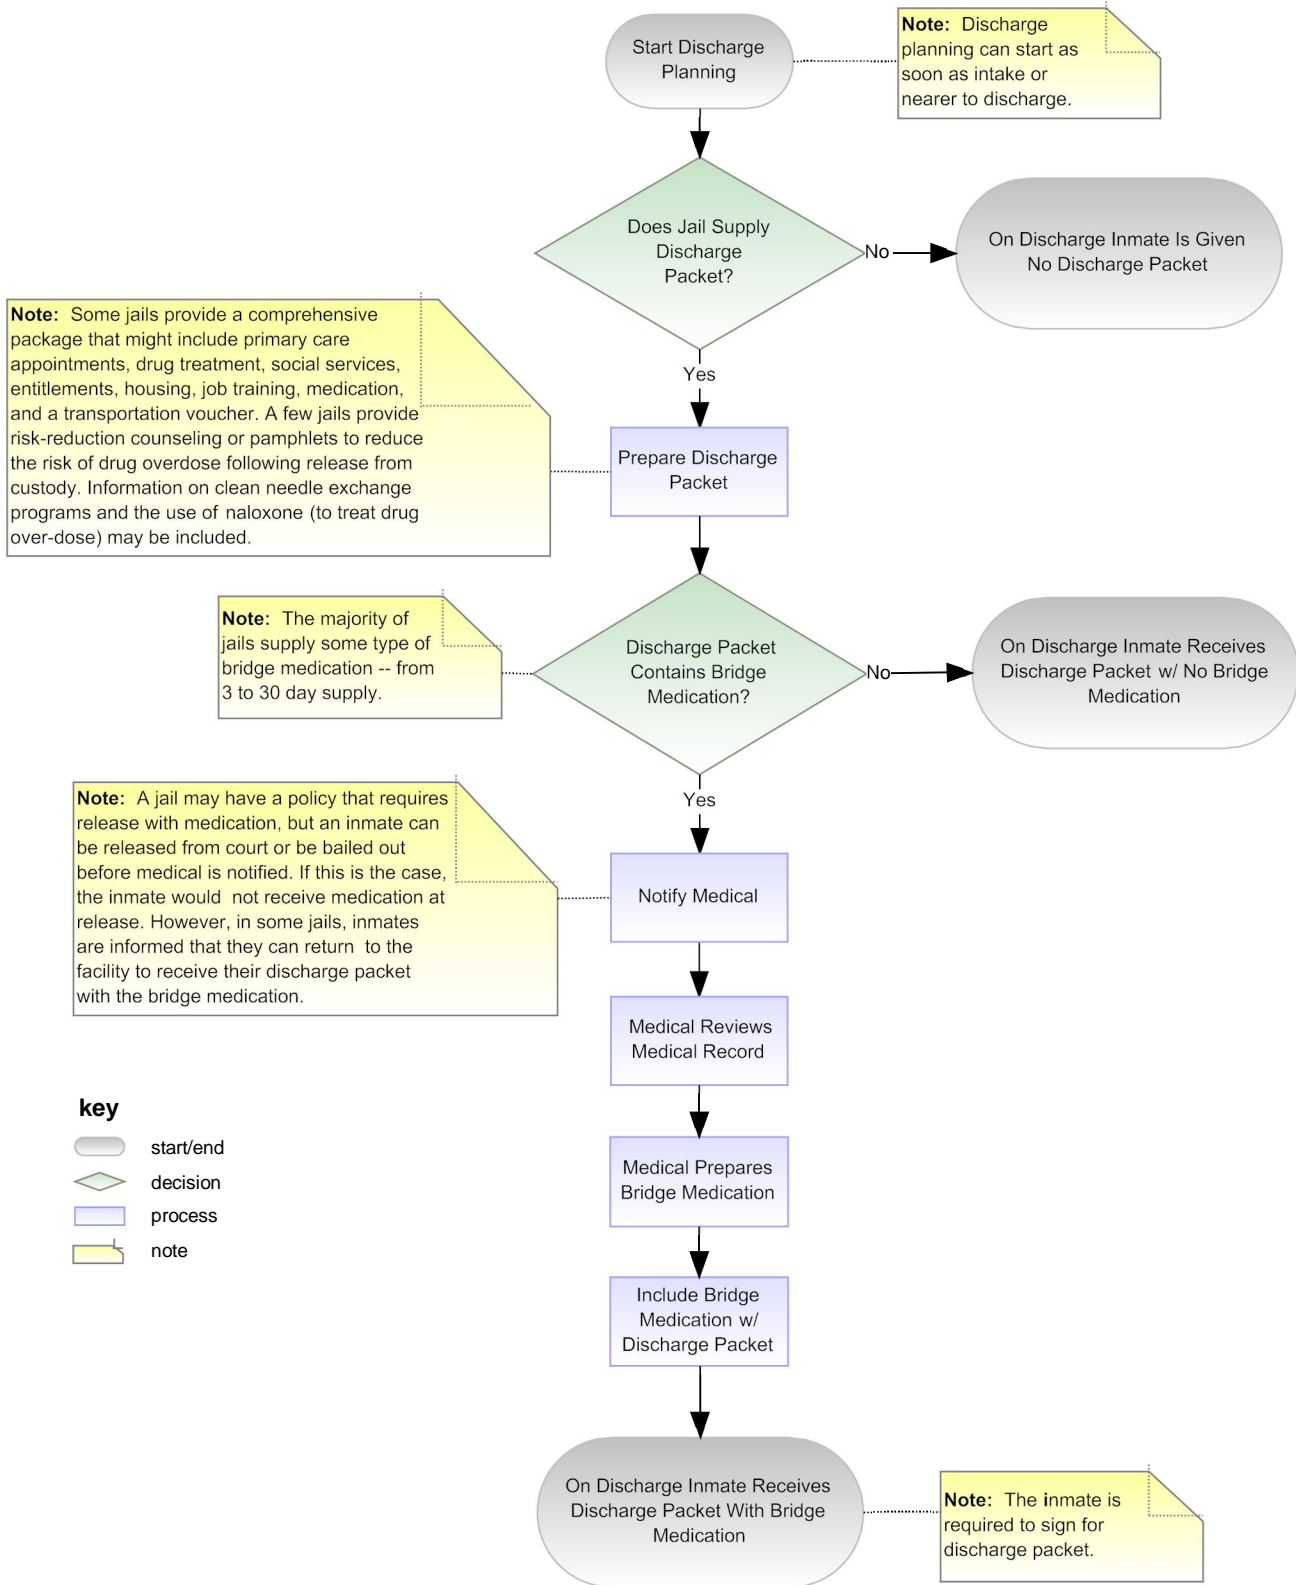 Start Discharge
Planning
Note: Discharge
planning can start as
soon as intake or
nearer to discharge.
Does Jail Supply
Discharge
Packet?
No
On Discharge Inmate Is Given
No Discharge Packet
Yes
Note: Some jails provide a comprehensive
package that might include primary care
appointments, drug treatment, social services,
entitlements, housing, job training, medication,
and a transportation voucher. A few jails provide
risk-reduction counseling or pamphlets to reduce
the risk of drug overdose following release from
custody. Information on clean needle exchange
programs and the use of naloxone (to treat drug
over-dose) may be included.
Prepare Discharge
Packet
Note: The majority of
jails supply some type of
bridge medication -- from
3 to 30 day supply.
Discharge Packet
Contains Bridge
Medication?
No
On Discharge Inmate Receives
Discharge Packet w/ No Bridge
Medication
Yes
Note: A jail may have a policy that requires
release with medication, but an inmate can
be released from court or be bailed out
before medical is notified. If this is the case,
the inmate would not receive medication at
release. However, in some jails, inmates
are informed that they can return to the
facility to receive their discharge packet
with the bridge medication.
Notify Medical
Medical Reviews
Medical Record
Medical Prepares
Bridge Medication
Include Bridge
Medication w/
Discharge Packet
key
start/end
decision
process
note
On Discharge Inmate Receives
Discharge Packet With Bridge
Medication
Note: The inmate is
required to sign for
discharge packet.